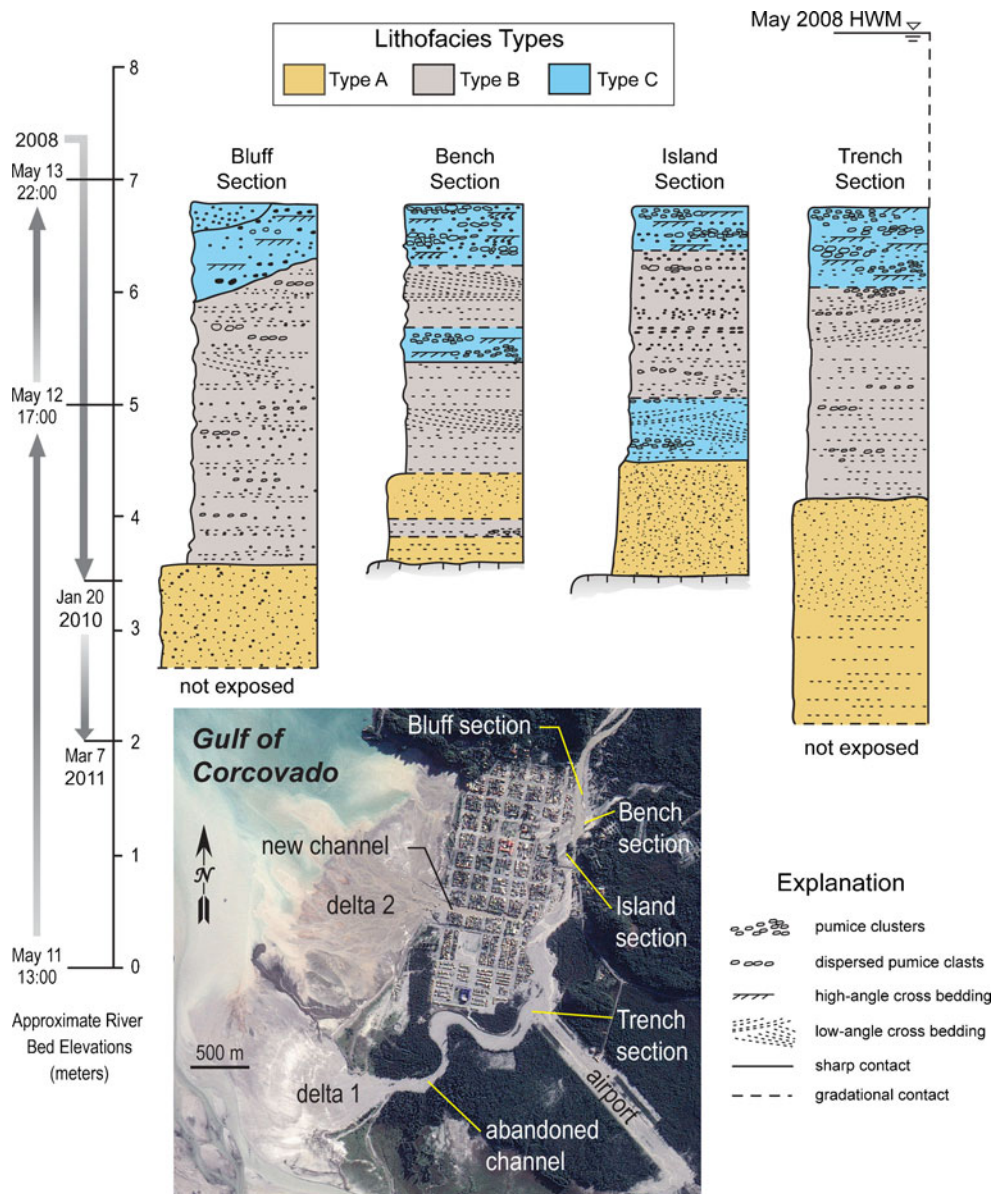 May 2008 HWM
Lithofacies Types
Type A
Type B
Type C
8
7
6
5
4
3
2
1
0
2008
May 13
22:00
May 12
17:00
Jan 20
2010
Mar 7
2011
May 11
13:00
Approximate River
Bed Elevations
(meters)
Bluff
Section
Bench
Section
Island
Section
Trench
Section
not exposed
not exposed
Gulf of
Corcovado
N
new channel
delta 2
500 m
delta 1
abandoned
channel
airport
Bluff section
Bench
section
Island
section
Trench
section
Explanation
pumice clusters
dispersed pumice clasts
high-angle cross bedding
low-angle cross bedding
sharp contact
gradational contact